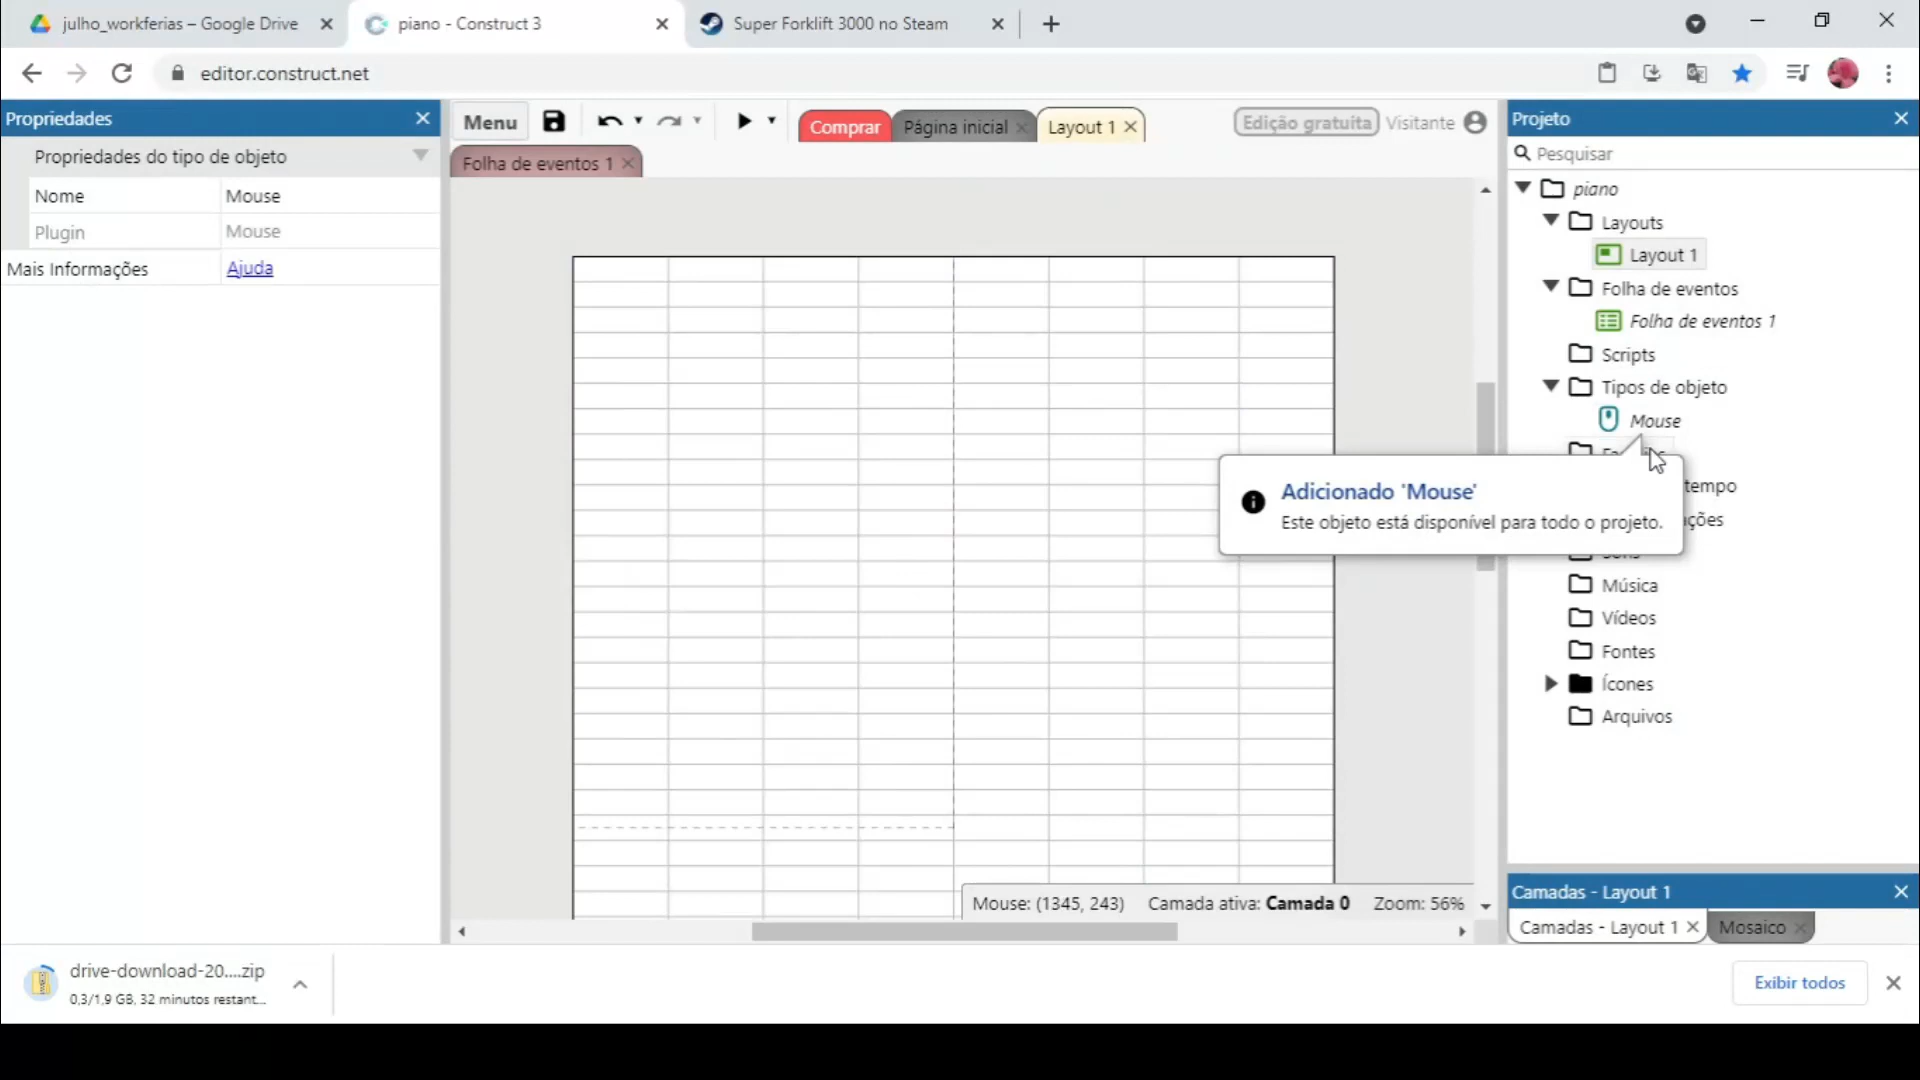 julho_workferias – Google Drive
piano - Construct 3
Super Forklift 3000 no Steam
editor.construct.net
Propriedades
Menu
Comprar
Página inicial
Layout 1
Edição gratuita
Visitante
Projeto
Propriedades do tipo de objeto
Folha de eventos 1
Pesquisar
Nome
Mouse
Plugin
Mouse
Mais Informações
Ajuda
piano
Layouts
Layout 1
Folha de eventos
Folha de eventos 1
Scripts
Tipos de objeto
Mouse
tempo
Adicionado 'Mouse'
Este objeto está disponível para todo o projeto.
Música
Vídeos
Fontes
Ícones
Arquivos
Mouse: (1345, 243)
Camada ativa: Camada 0
Zoom: 56%
Camadas - Layout 1
Camadas - Layout 1
Mosaico
drive-download-20....zip
0,3/1,9 GB, 32 minutos restant...
Exibir todos